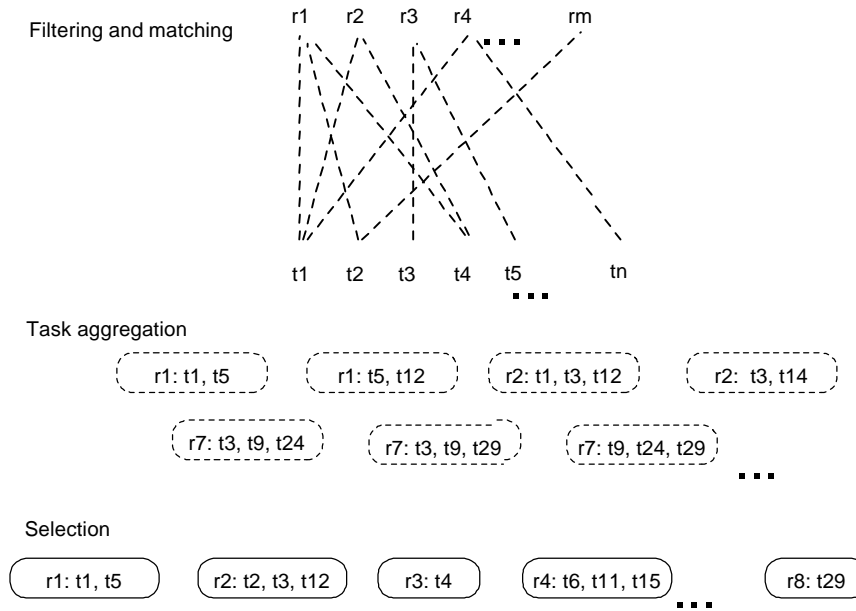 Filtering and matching
r1 r2 r3 r4 rm
t1 t2 t3 t4 t5 tn
Task aggregation
r1: t1, t5
r1: t5, t12
r2: t1, t3, t12
r2: t3, t14
r7: t3, t9, t24
r7: t3, t9, t29
r7: t9, t24, t29
Selection
r1: t1, t5
r2: t2, t3, t12
r3: t4
r4: t6, t11, t15
r8: t29